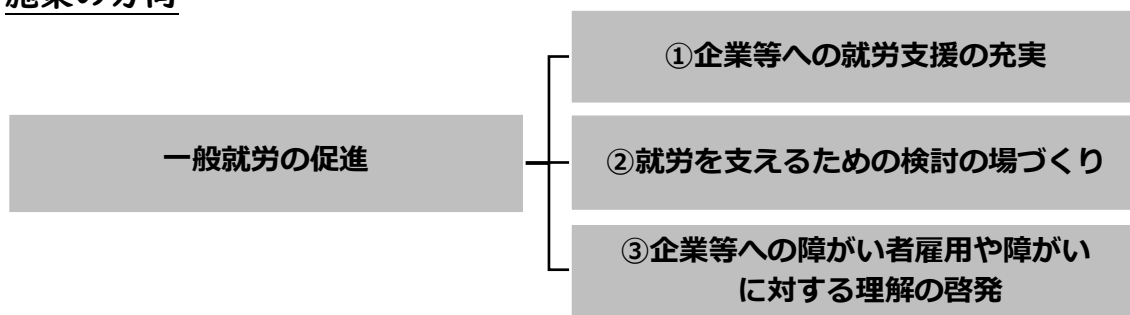 施策の方向
一般就労の促進
①企業等への就労支援の充実
②就労を支えるための検討の場づくり
③企業等への障がい者雇用や障がい
に対する理解の啓発